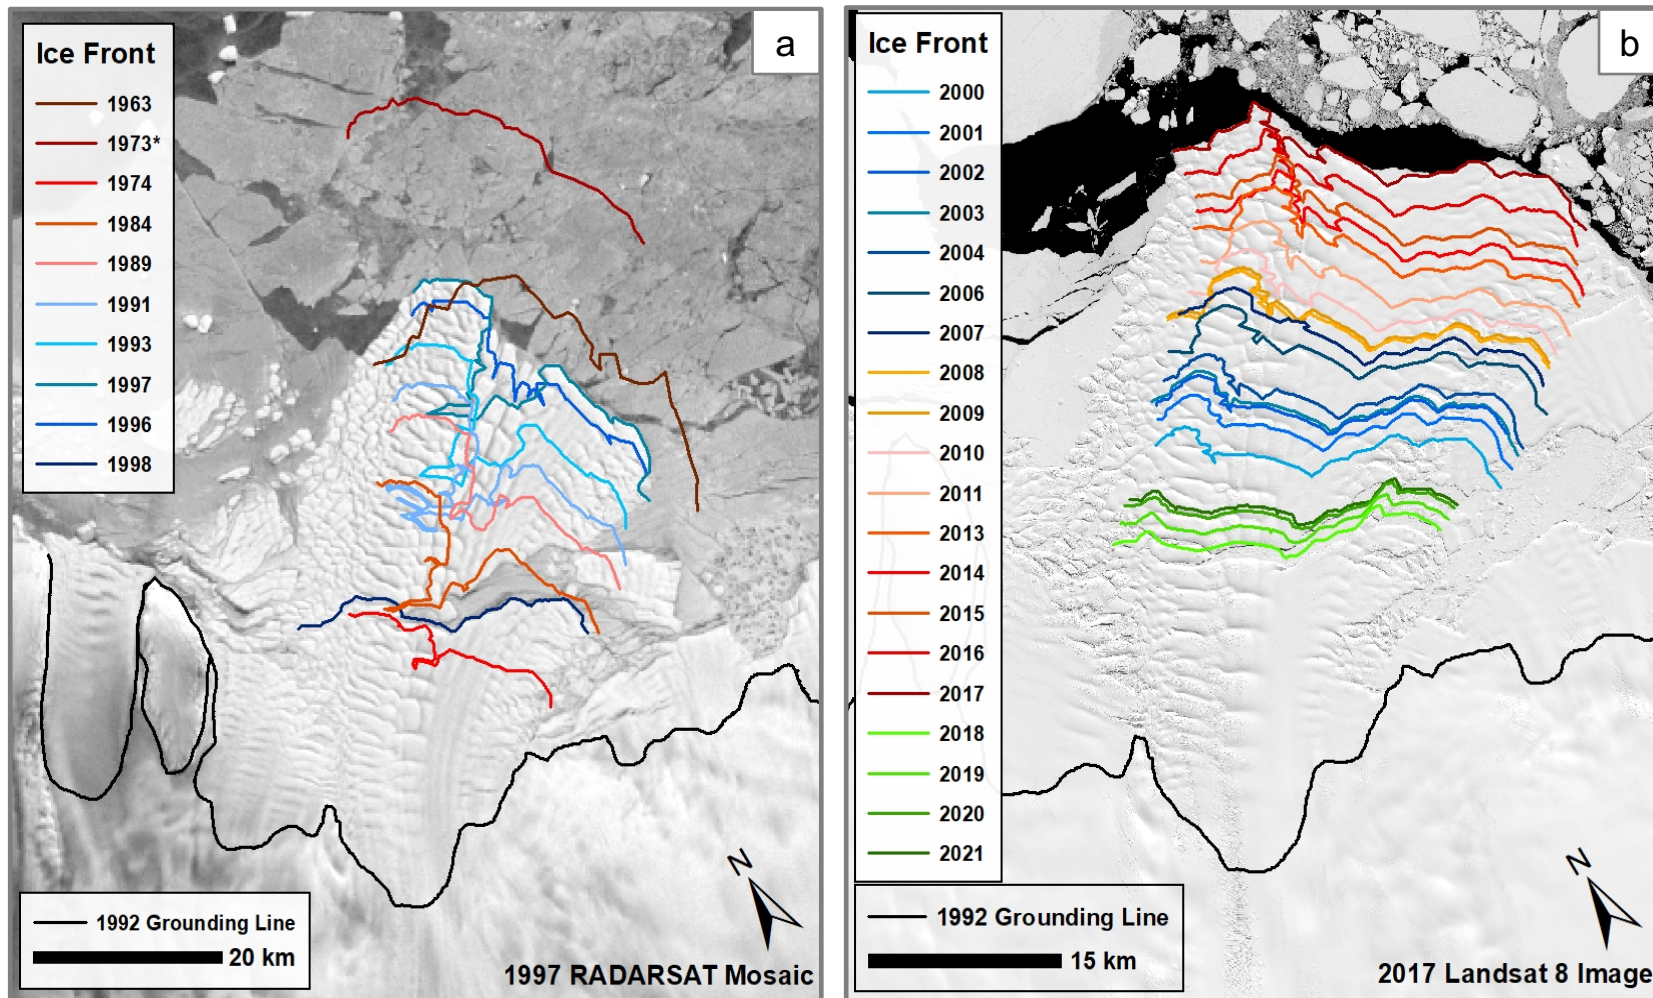 a
Ice Front
1963
1973*
1974
1984
1989
1991
1993
1997
1996
1998
N
1992 Grounding Line
20 km
1997 RADARSAT Mosaic
b
Ice Front
2000
2001
2002
2003
2004
2006
2007
2008
2009
2010
2011
2013
2014
2015
2016
2017
2018
2019
2020
2021
N
1992 Grounding Line
15 km
2017 Landsat 8 Image